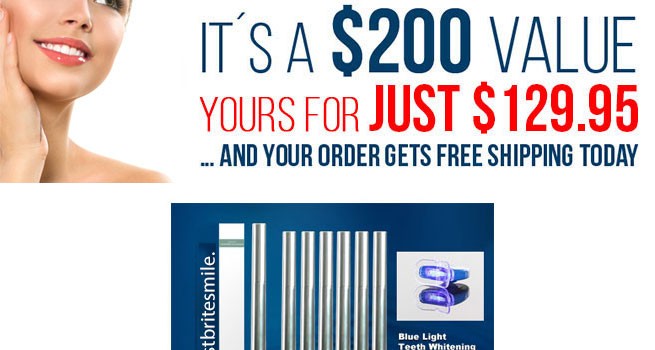 IT´S A $200 VALUE
YOURS FOR JUST $129.95
... AND YOUR ORDER GETS FREE SHIPPING TODAY
stbritesmile.
Blue Light
Teeth Whitening